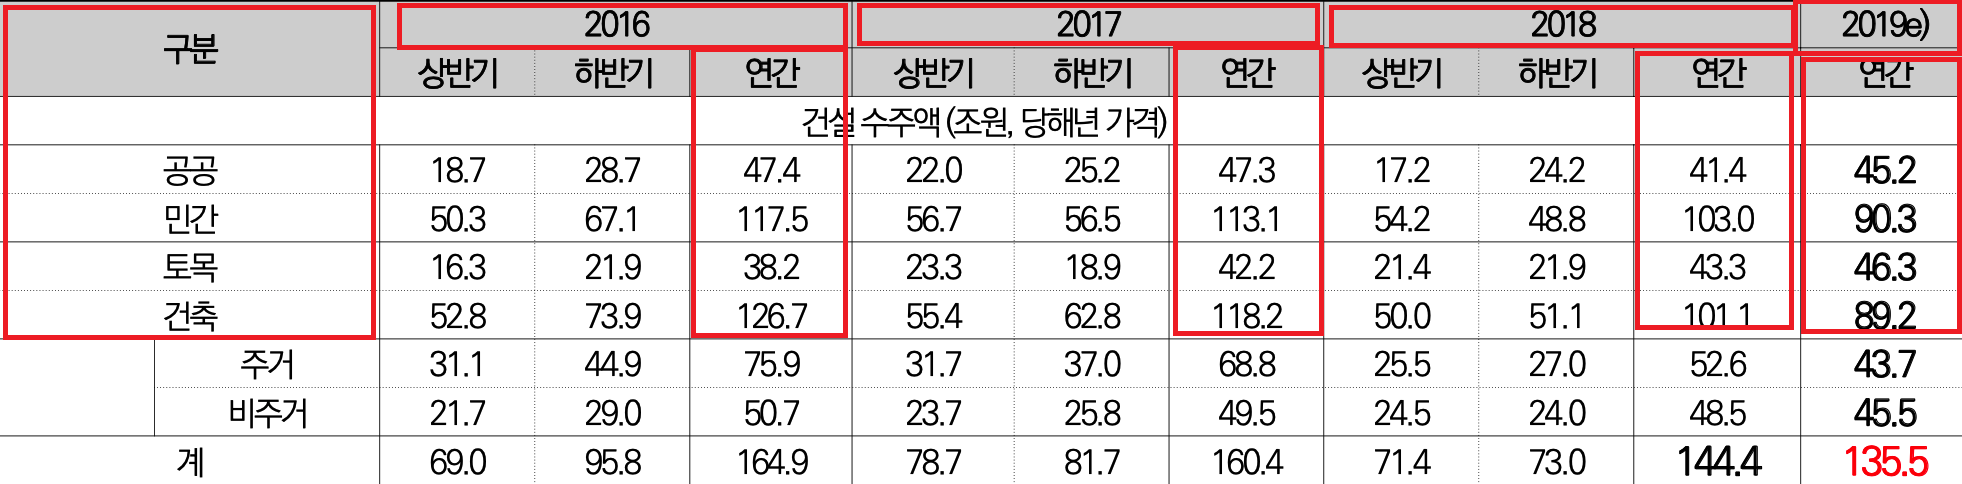 구분 2016 2017 2018 2019e)
상반기 하반기 연간 상반기 하반기 연간 상반기 하반기 연간 연간
건설 수주액 (조원, 당해년 가격)
공공 18.7 28.7 47.4 22.0 25.2 47.3 17.2 24.2 41.4 45.2
민간 50.3 67.1 117.5 56.7 56.5 113.1 54.2 48.8 103.0 90.3
토목 16.3 21.9 38.2 23.3 18.9 42.2 21.4 21.9 43.3 46.3
건축 52.8 73.9 126.7 55.4 62.8 118.2 50.0 51.1 101.1 89.2
주거 31.1 44.9 75.9 31.7 37.0 68.8 25.5 27.0 52.6 43.7
비주거 21.7 29.0 50.7 23.7 25.8 49.5 24.5 24.0 48.5 45.5
계 69.0 95.8 164.9 78.7 81.7 160.4 71.4 73.0 144.4 135.5